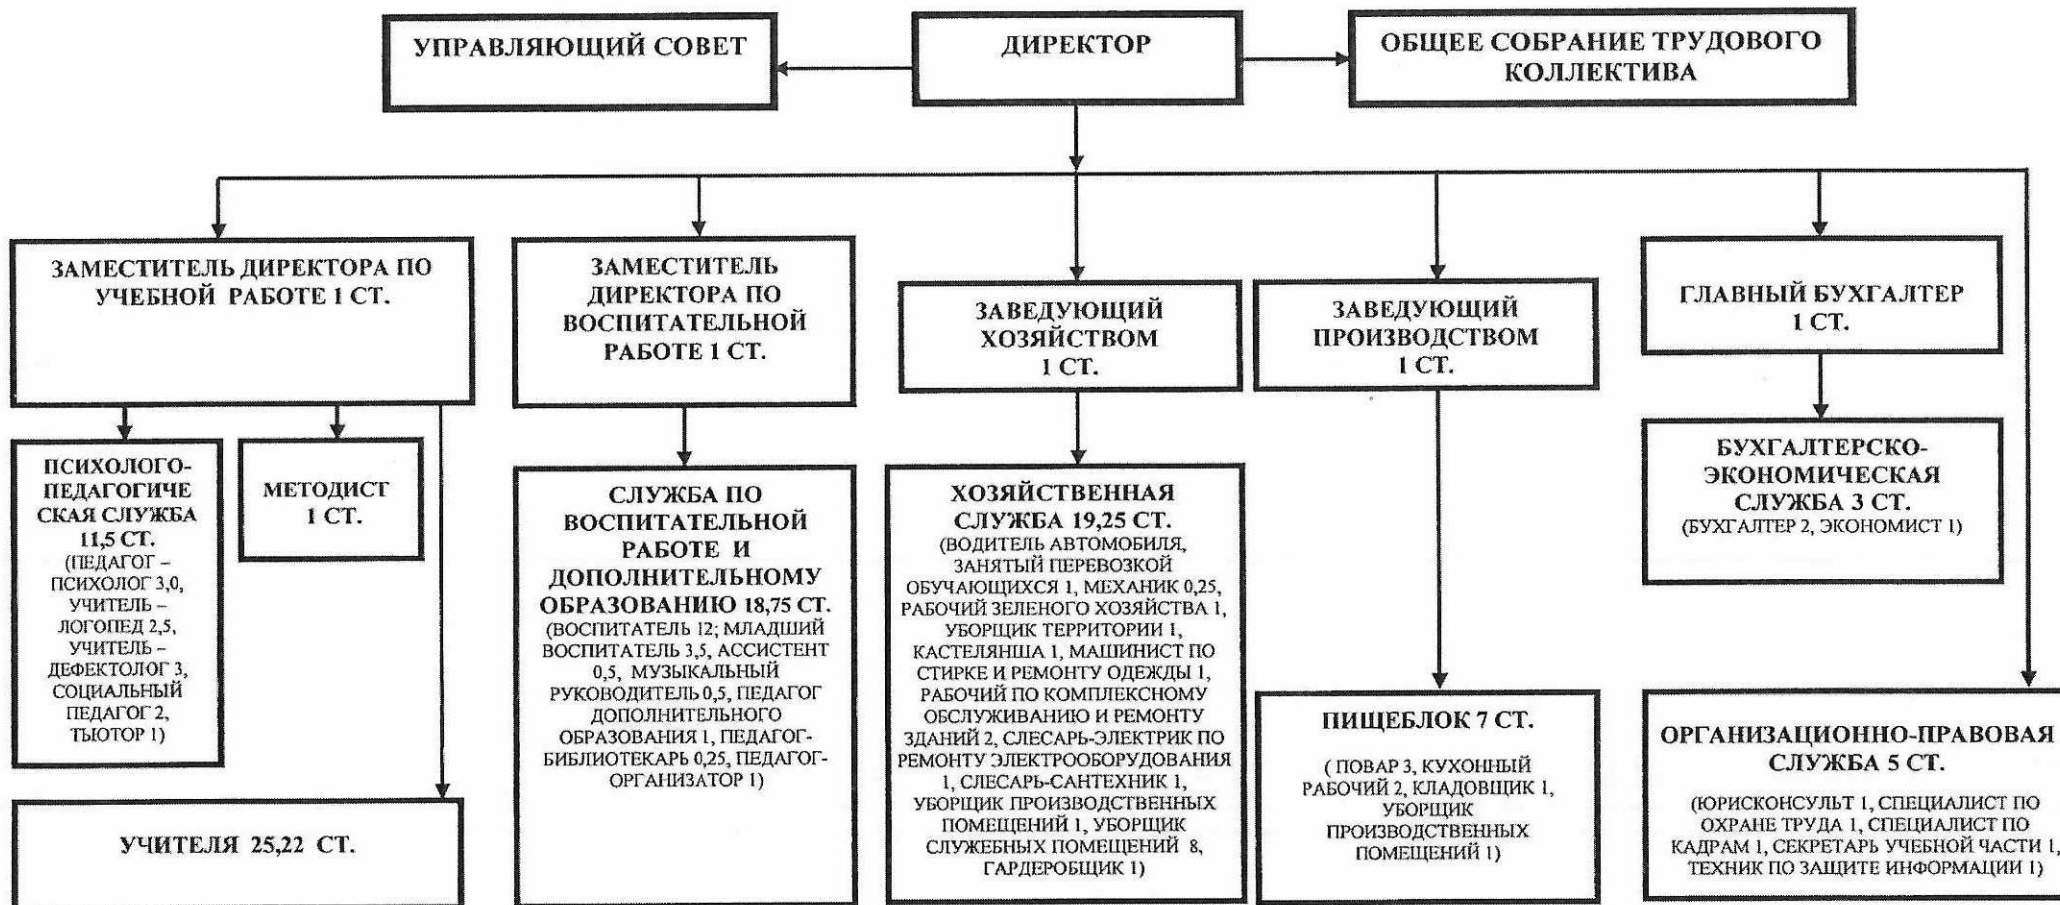 УПРАВЛЯЮЩИЙ СОВЕТ
ДИРЕКТОР
ОБЩЕЕ СОБРАНИЕ ТРУДОВОГО
КОЛЛЕКТИВА
ЗАМЕСТИТЕЛЬ ДИРЕКТОРА ПО
УЧЕБНОЙ РАБОТЕ 1 СТ.
ЗАМЕСТИТЕЛЬ
ДИРЕКТОРА ПО
ВОСПИТАТЕЛЬНОЙ
РАБОТЕ 1 СТ.
ЗАВЕДУЮЩИЙ
ХОЗЯЙСТВОМ
1 СТ.
ЗАВЕДУЮЩИЙ
ПРОИЗВОДСТВОМ
1 СТ.
ГЛАВНЫЙ БУХГАЛТЕР
1 СТ.
ПСИХОЛОГО-
ПЕДАГОГИЧЕ
СКАЯ СЛУЖБА
11,5 СТ.
(ПЕДАГОГ –
ПСИХОЛОГ 3,0,
УЧИТЕЛЬ –
ЛОГОПЕД 2,5,
УЧИТЕЛЬ –
ДЕФЕКТОЛОГ 3,
СОЦИАЛЬНЫЙ
ПЕДАГОГ 2,
ТЬЮТОР 1)
МЕТОДИСТ
1 СТ.
УЧИТЕЛЯ 25,22 СТ.
СЛУЖБА ПО
ВОСПИТАТЕЛЬНОЙ
РАБОТЕ И
ДОПОЛНИТЕЛЬНОМУ
ОБРАЗОВАНИЮ 18,75 СТ.
(ВОСПИТАТЕЛЬ 12; МЛАДШИЙ
ВОСПИТАТЕЛЬ 3,5, АССИСТЕНТ
0,5, МУЗЫКАЛЬНЫЙ
РУКОВОДИТЕЛЬ 0,5, ПЕДАГОГ
ДОПОЛНИТЕЛЬНОГО
ОБРАЗОВАНИЯ 1, ПЕДАГОГ-
БИБЛИОТЕКАРЬ 0,25, ПЕДАГОГ-
ОРГАНИЗАТОР 1)
ХОЗЯЙСТВЕННАЯ
СЛУЖБА 19,25 СТ.
(ВОДИТЕЛЬ АВТОМОБИЛЯ,
ЗАНЯТЫЙ ПЕРЕВОЗКОЙ
ОБУЧАЮЩИХСЯ 1, МЕХАНИК 0,25,
РАБОЧИЙ ЗЕЛЕНОГО ХОЗЯЙСТВА 1,
УБОРЩИК ТЕРРИТОРИИ 1,
КАСТЕЛЯНША 1, МАШИНИСТ ПО
СТИРКЕ И РЕМОНТУ ОДЕЖДЫ 1,
РАБОЧИЙ ПО КОМПЛЕКСНОМУ
ОБСЛУЖИВАНИЮ И РЕМОНТУ
ЗДАНИЙ 2, СЛЕСАРЬ-ЭЛЕКТРИК ПО
РЕМОНТУ ЭЛЕКТРООБОРУДОВАНИЯ
1, СЛЕСАРЬ-САНТЕХНИК 1,
УБОРЩИК ПРОИЗВОДСТВЕННЫХ
ПОМЕЩЕНИЙ 1, УБОРЩИК
СЛУЖЕБНЫХ ПОМЕЩЕНИЙ 8,
ГАРДЕРОБЩИК 1)
ПИЩЕБЛОК 7 СТ.
( ПОВАР 3, КУХОННЫЙ
РАБОЧИЙ 2, КЛАДОВЩИК 1,
УБОРЩИК
ПРОИЗВОДСТВЕННЫХ
ПОМЕЩЕНИЙ 1)
БУХГАЛТЕРСКО-
ЭКОНОМИЧЕСКАЯ
СЛУЖБА 3 СТ.
(БУХГАЛТЕР 2, ЭКОНОМИСТ 1)
ОРГАНИЗАЦИОННО-ПРАВОВАЯ
СЛУЖБА 5 СТ.
(ЮРИСКОНСУЛЬТ 1, СПЕЦИАЛИСТ ПО
ОХРАНЕ ТРУДА 1, СПЕЦИАЛИСТ ПО
КАДРАМ 1, СЕКРЕТАРЬ УЧЕБНОЙ ЧАСТИ 1,
ТЕХНИК ПО ЗАЩИТЕ ИНФОРМАЦИИ 1)